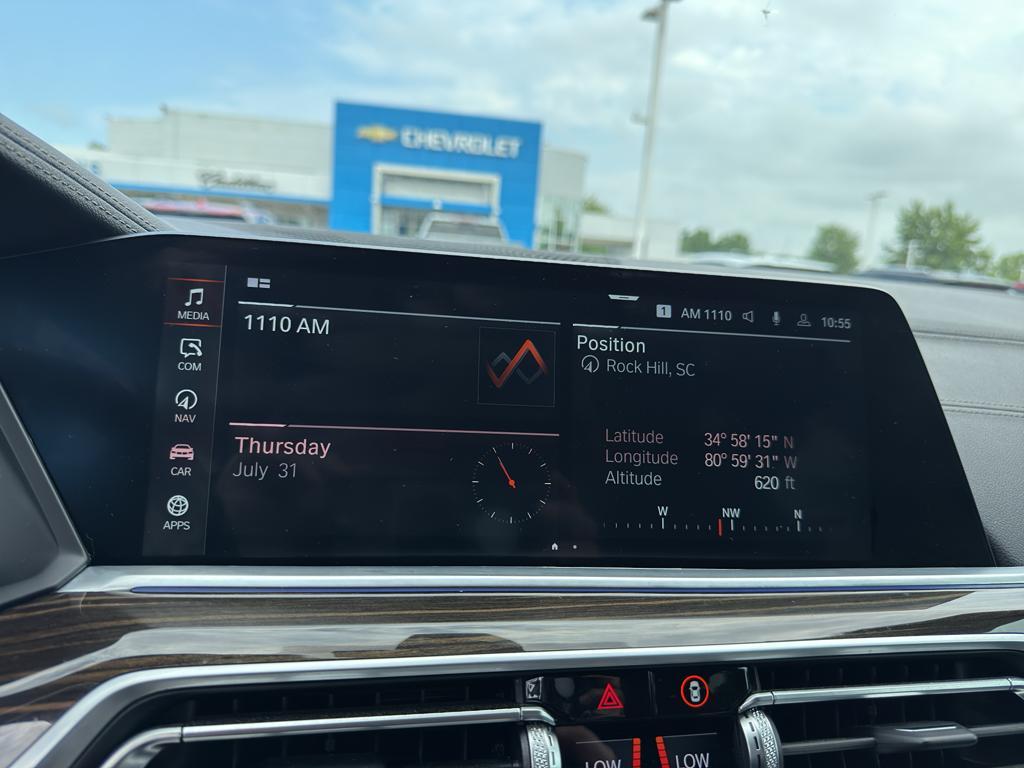 CHEVROLET
Cadillac
MEDIA
COM
NAV
CAR
APPS
1 AM 1110 10:55
1110 AM
Position
Rock Hill, SC
Thursday
July 31
Latitude 34° 58' 15" N
Longitude 80° 59' 31" W
Altitude 620 ft
W NW N
LOW LOW